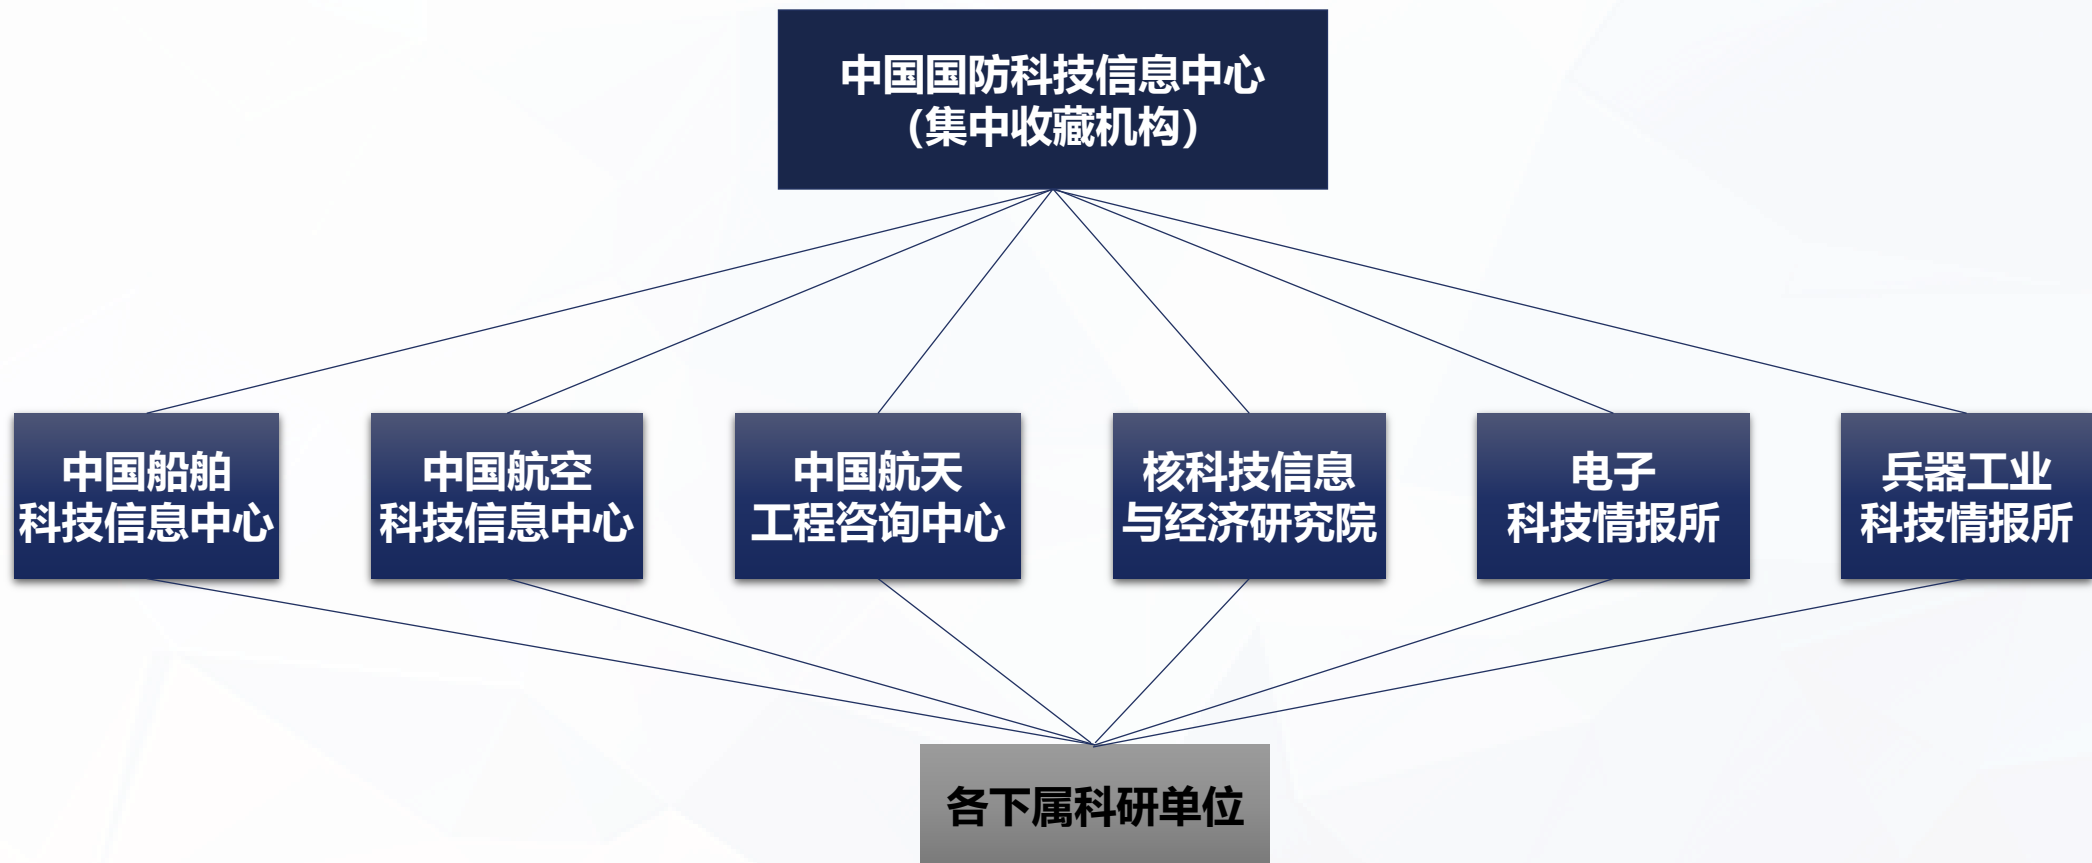 中国国防科技信息中心
（集中收藏机构）
中国船舶
科技信息中心
中国航空
科技信息中心
中国航天
工程咨询中心
核科技信息
与经济研究院
电子
科技情报所
兵器工业
科技情报所
各下属科研单位